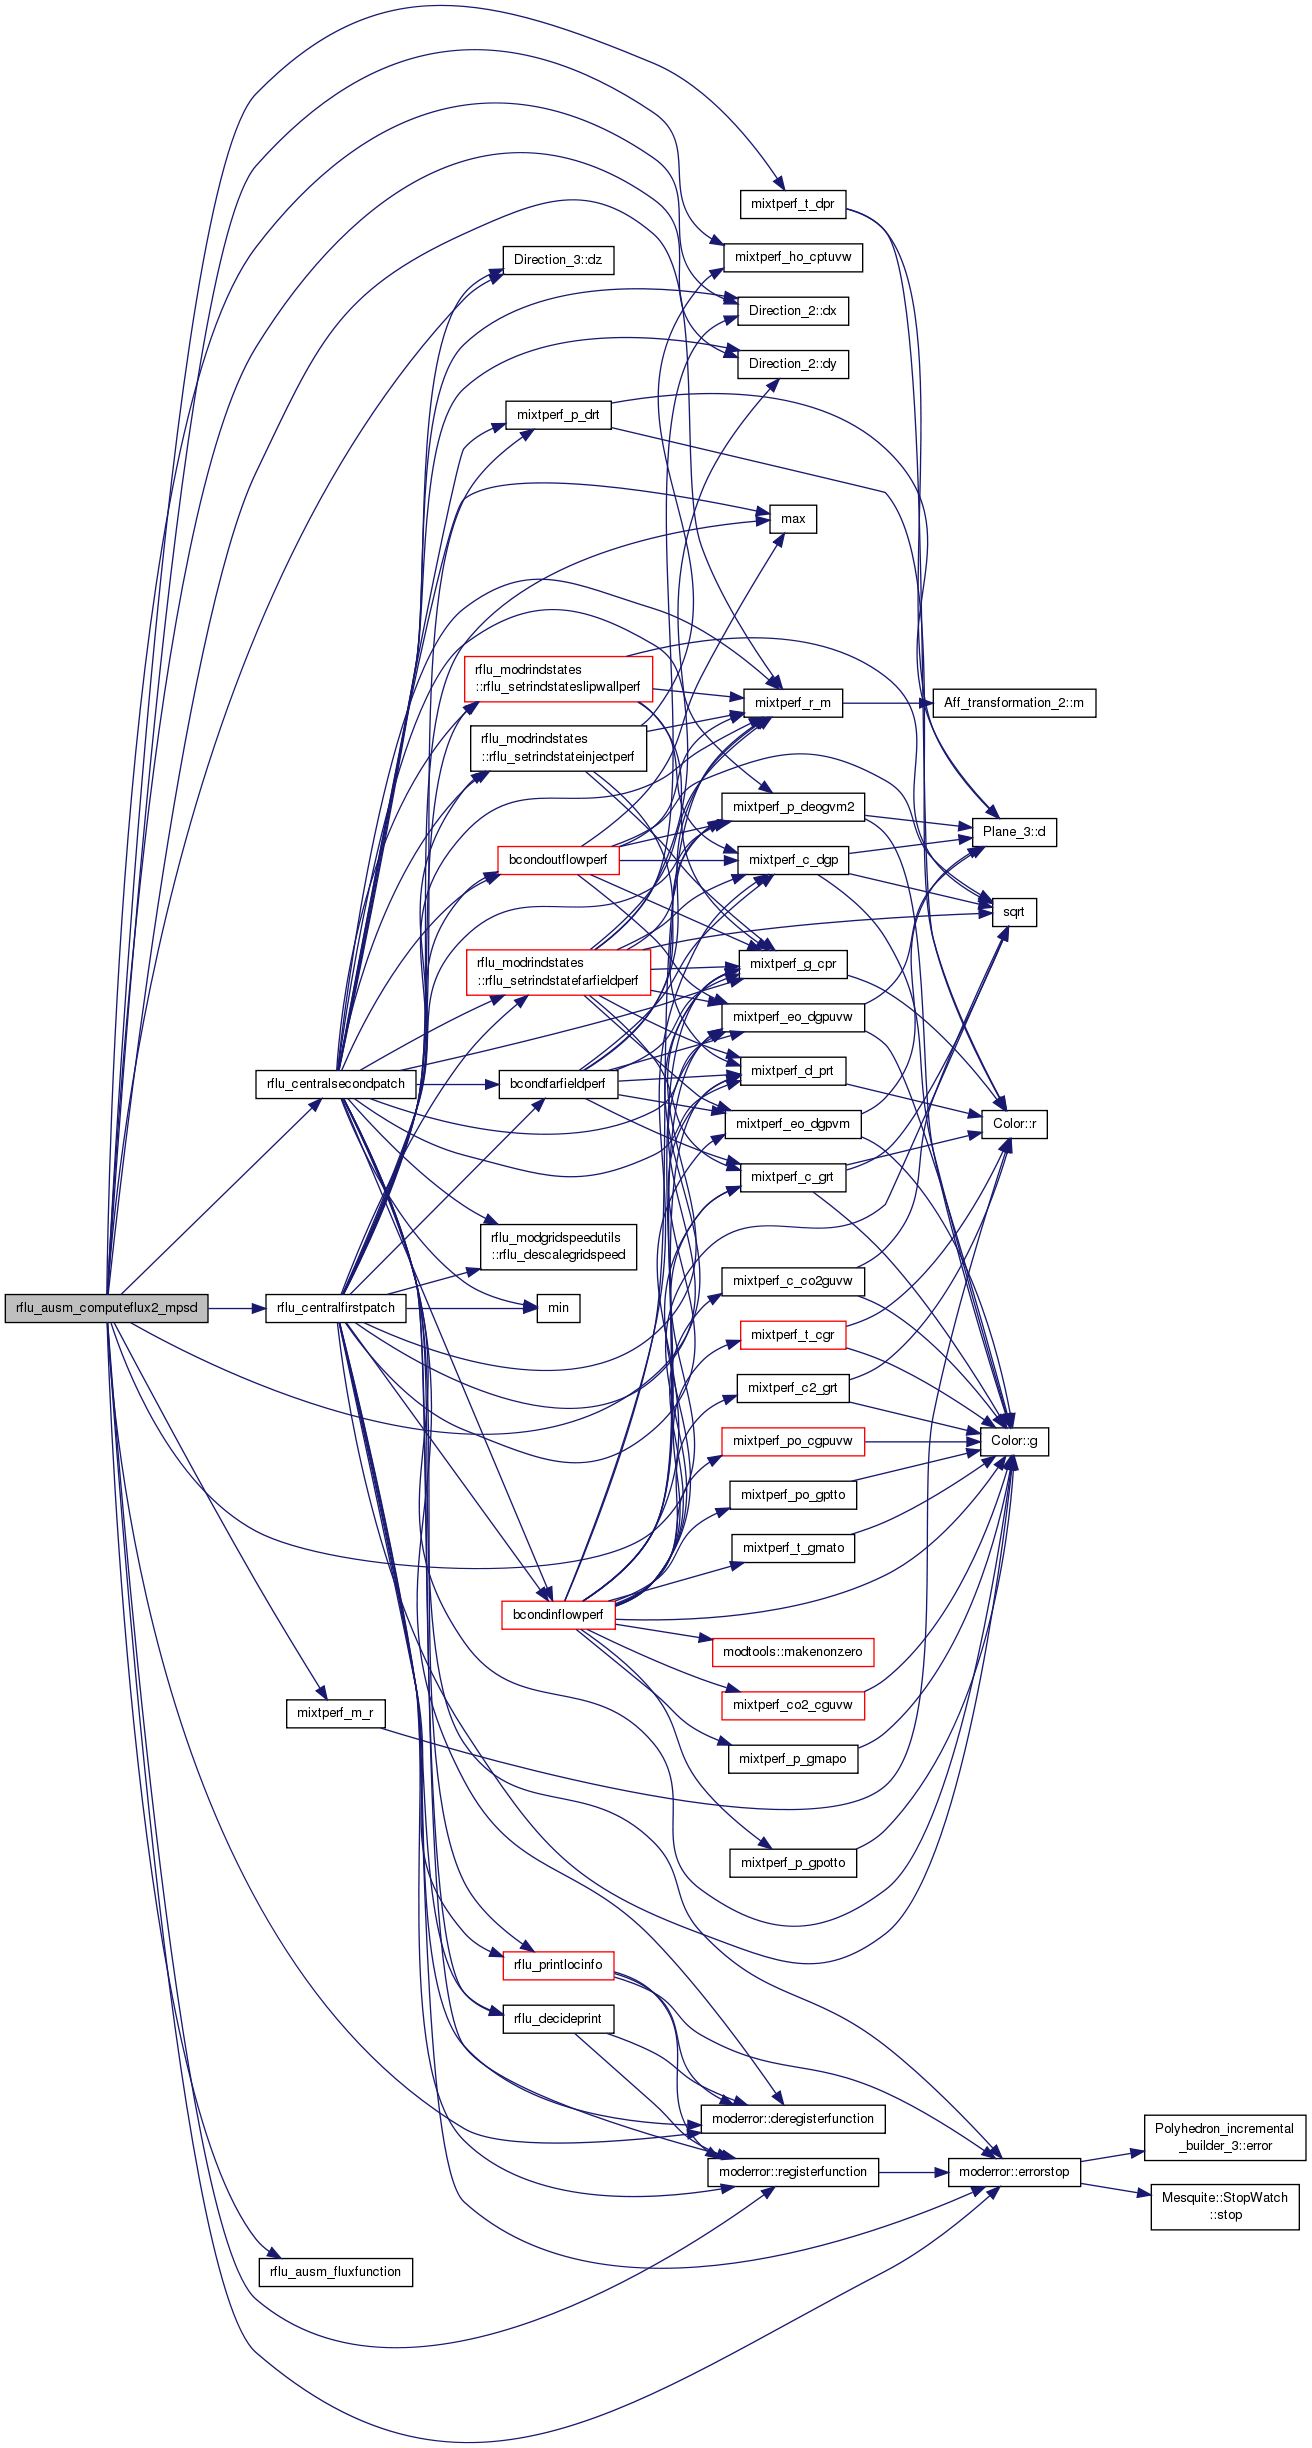 mixtperf_t_dpr
Direction_3::dz
mixtperf_ho_cptuvw
Direction_2::dx
Direction_2::dy
mixtperf_p_drt
max
rflu_modrindstates
::rflu_setrindstateslipwallperf
mixtperf_r_m
Aff_transformation_2::m
rflu_modrindstates
::rflu_setrindstateinjectperf
mixtperf_p_deogvm2
Plane_3::d
bcondoutflowperf
mixtperf_c_dgp
sqrt
rflu_modrindstates
::rflu_setrindstatefarfieldperf
mixtperf_g_cpr
mixtperf_eo_dgpuvw
rflu_centralsecondpatch
bcondfarfieldperf
mixtperf_d_prt
mixtperf_eo_dgpvm
Color::r
mixtperf_c_grt
rflu_modgridspeedutils
::rflu_descalegridspeed
mixtperf_c_co2guvw
rflu_ausm_computeflux2_mpsd
rflu_centralfirstpatch
min
mixtperf_t_cgr
mixtperf_c2_grt
mixtperf_po_cgpuvw
Color::g
mixtperf_po_gptto
mixtperf_t_gmato
bcondinflowperf
modtools::makenonzero
mixtperf_m_r
mixtperf_co2_cguvw
mixtperf_p_gmapo
mixtperf_p_gpotto
rflu_printlocinfo
rflu_decideprint
moderror::deregisterfunction
Polyhedron_incremental
_builder_3::error
moderror::registerfunction
moderror::errorstop
Mesquite::StopWatch
::stop
rflu_ausm_fluxfunction